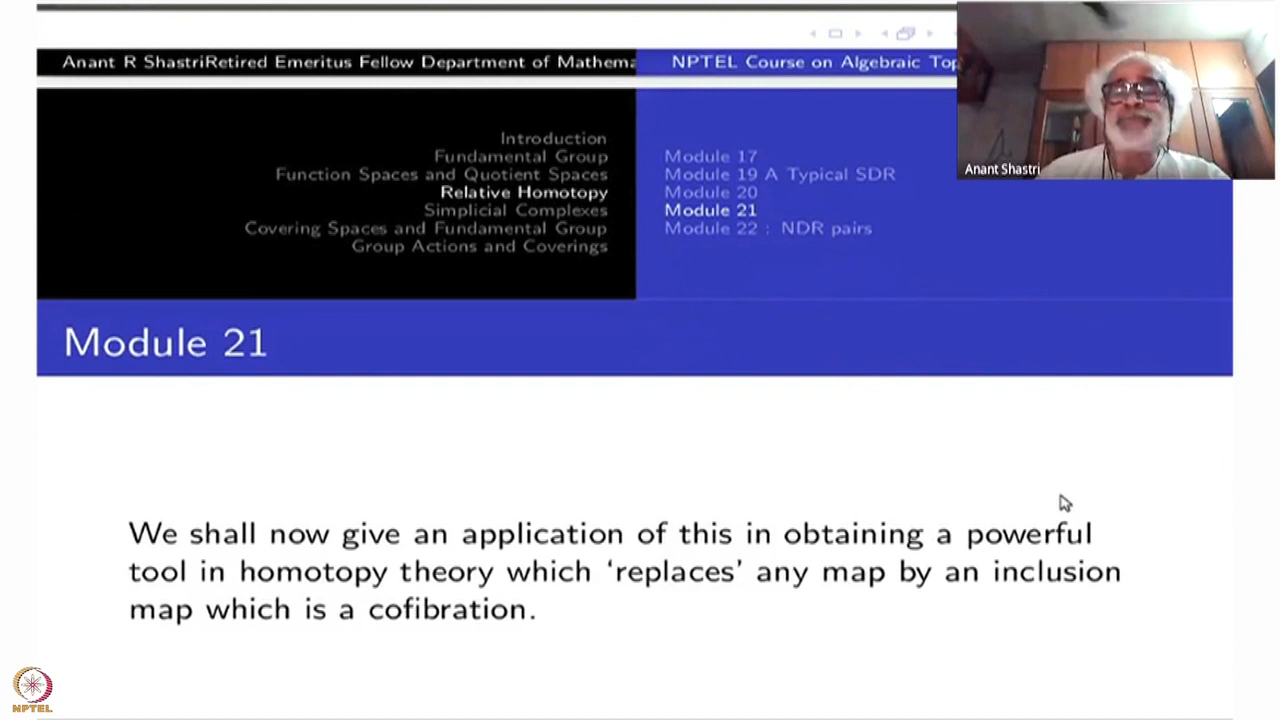 Anant R ShastriRetired Emeritus Fellow Department of Mathema
NPTEL Course on Algebraic Top
Introduction
Fundamental Group
Function Spaces and Quotient Spaces
Relative Homotopy
Simplicial Complexes
Covering Spaces and Fundamental Group
Group Actions and Coverings
Module 17
Module 19 A Typical SDR
Module 20
Module 21
Module 22 : NDR pairs
Anant Shastri
Module 21
We shall now give an application of this in obtaining a powerful
tool in homotopy theory which ‘replaces’ any map by an inclusion
map which is a cofibration.
NPTEL